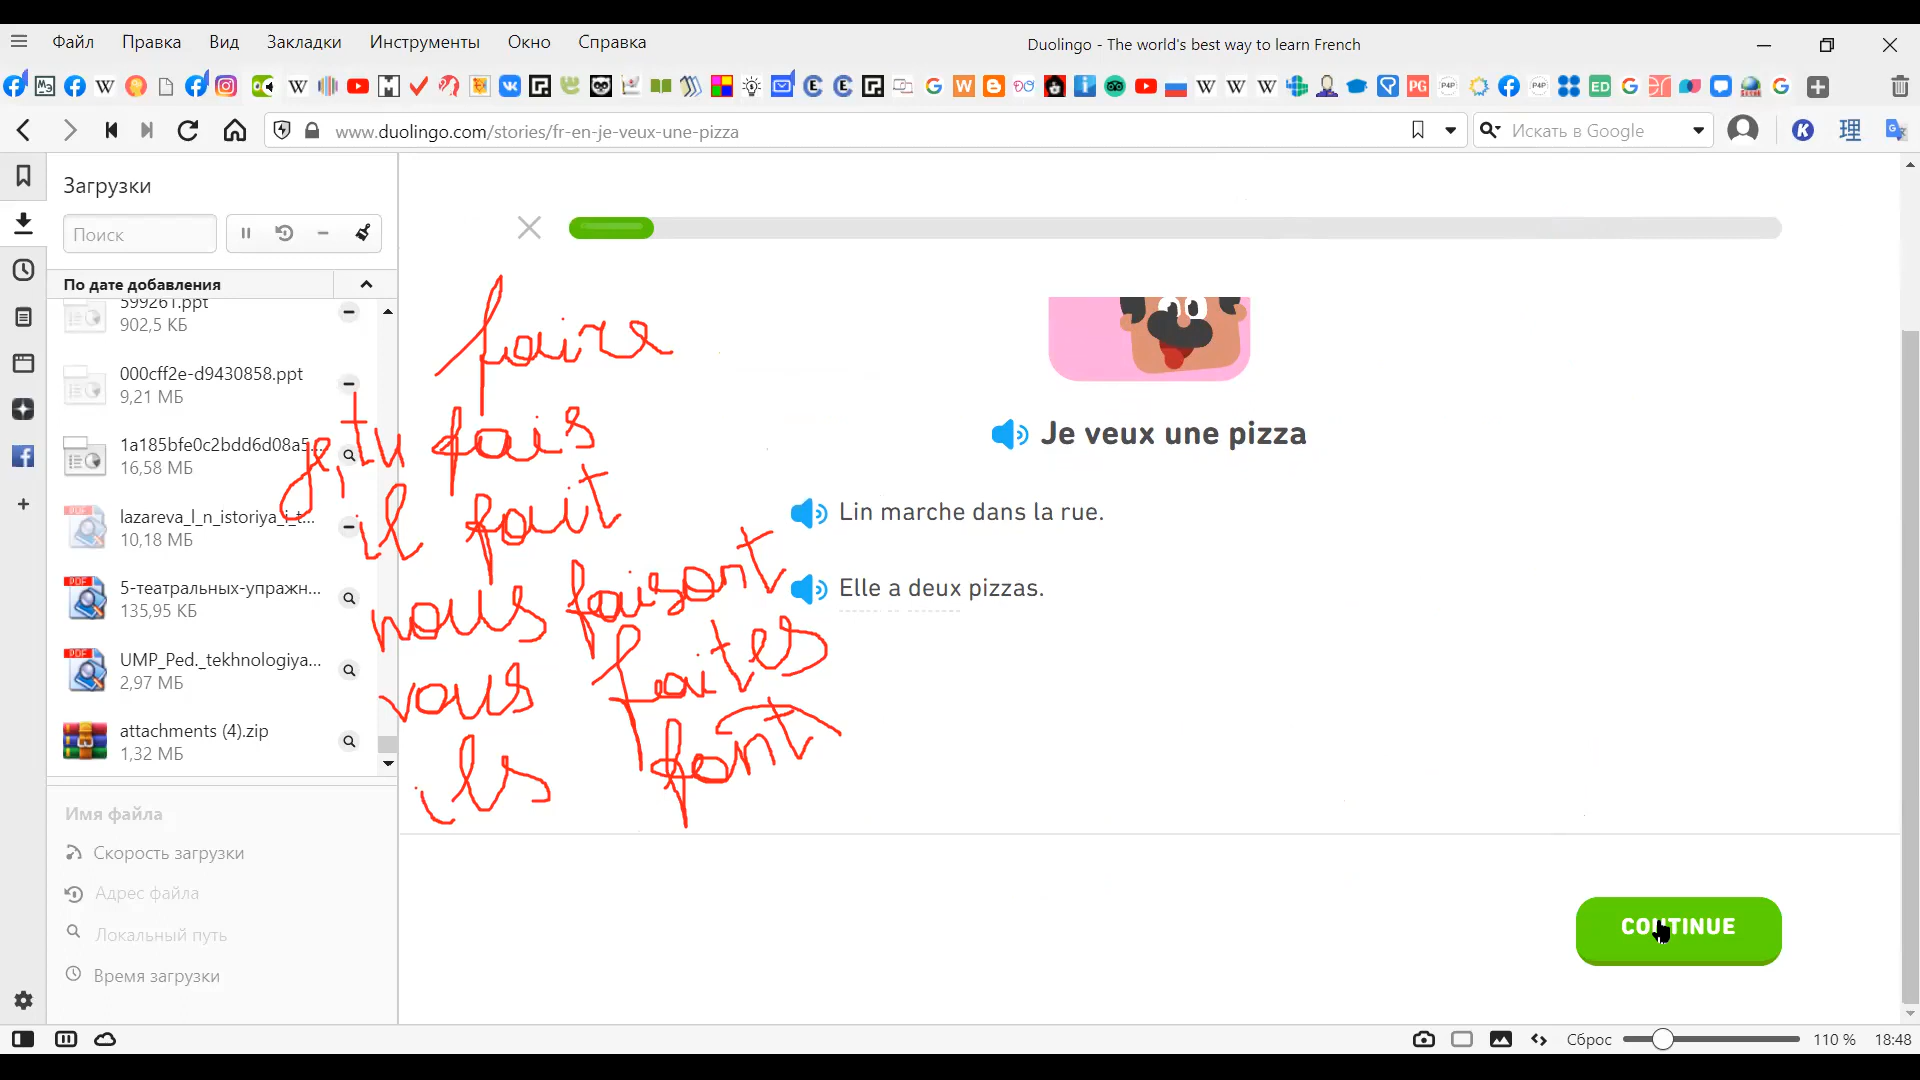 Файл Правка Вид Закладки Инструменты Окно Справка
Duolingo - The world's best way to learn French
www.duolingo.com/stories/fr-en-je-veux-une-pizza
Искать в Google
Загрузки
Поиск
По дате добавления
599261.ppt
902,5 КБ
000cff2e-d9430858.ppt
9,21 МБ
1a185bfe0c2bdd6d08a5...
16,58 МБ
lazareva_l_n_istoriya_i_t...
10,18 МБ
5-театральных-упражн...
135,95 КБ
UMP_Ped._tekhnologiya...
2,97 МБ
attachments (4).zip
1,32 МБ
Имя файла
Скорость загрузки
Адрес файла
Локальный путь
Время загрузки
faire
je, tu fais
il fait
nous faisont
vous faites
ils font
Je veux une pizza
Lin marche dans la rue.
Elle a deux pizzas.
CONTINUE
Сброс
110 %
18:48